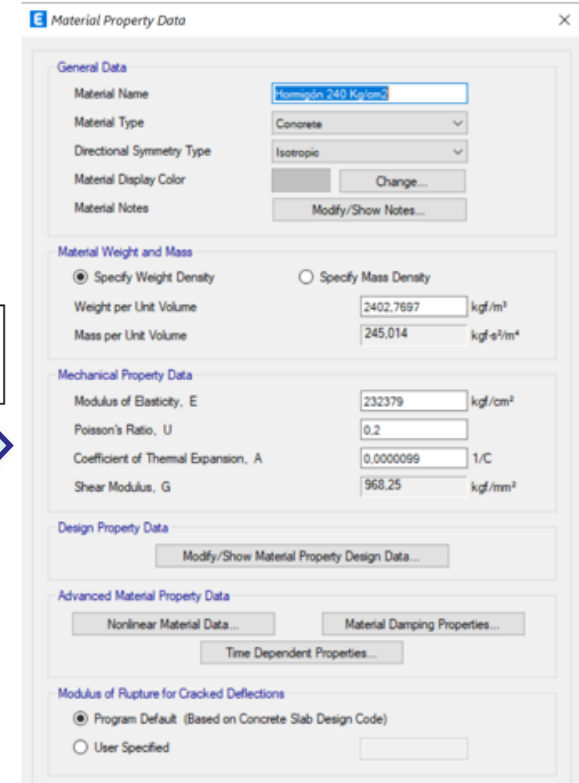 E Material Property Data
General Data
Material Name Hormigón 240 Kg/cm2
Material Type Concrete
Directional Symmetry Type Isotropic
Material Display Color Change...
Material Notes Modify/Show Notes...
Material Weight and Mass
Specify Weight Density Specify Mass Density
Weight per Unit Volume 2402,7697 kgf/m³
Mass per Unit Volume 245,014 kgf-s²/m⁴
Mechanical Property Data
Modulus of Elasticity, E 232379 kgf/cm²
Poisson's Ratio, U 0,2
Coefficient of Thermal Expansion, A 0,0000099 1/C
Shear Modulus, G 968,25 kgf/mm²
Design Property Data
Modify/Show Material Property Design Data...
Advanced Material Property Data
Nonlinear Material Data... Material Damping Properties...
Time Dependent Properties...
Modulus of Rupture for Cracked Deflections
Program Default (Based on Concrete Slab Design Code)
User Specified